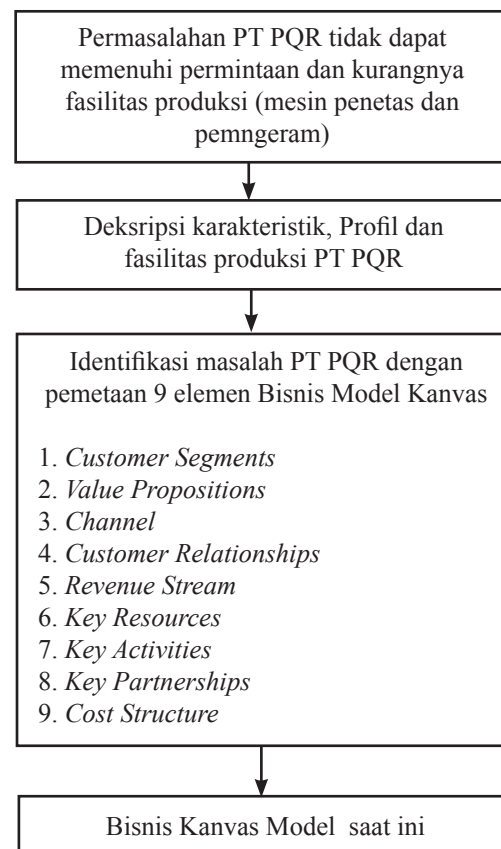 Permasalahan PT PQR tidak dapat
memenuhi permintaan dan kurangnya
fasilitas produksi (mesin penetas dan
pemngeram)
Deksripsi karakteristik, Profil dan
fasilitas produksi PT PQR
Identifikasi masalah PT PQR dengan
pemetaan 9 elemen Bisnis Model Kanvas
1. Customer Segments
2. Value Propositions
3. Channel
4. Customer Relationships
5. Revenue Stream
6. Key Resources
7. Key Activities
8. Key Partnerships
9. Cost Structure
Bisnis Kanvas Model saat ini